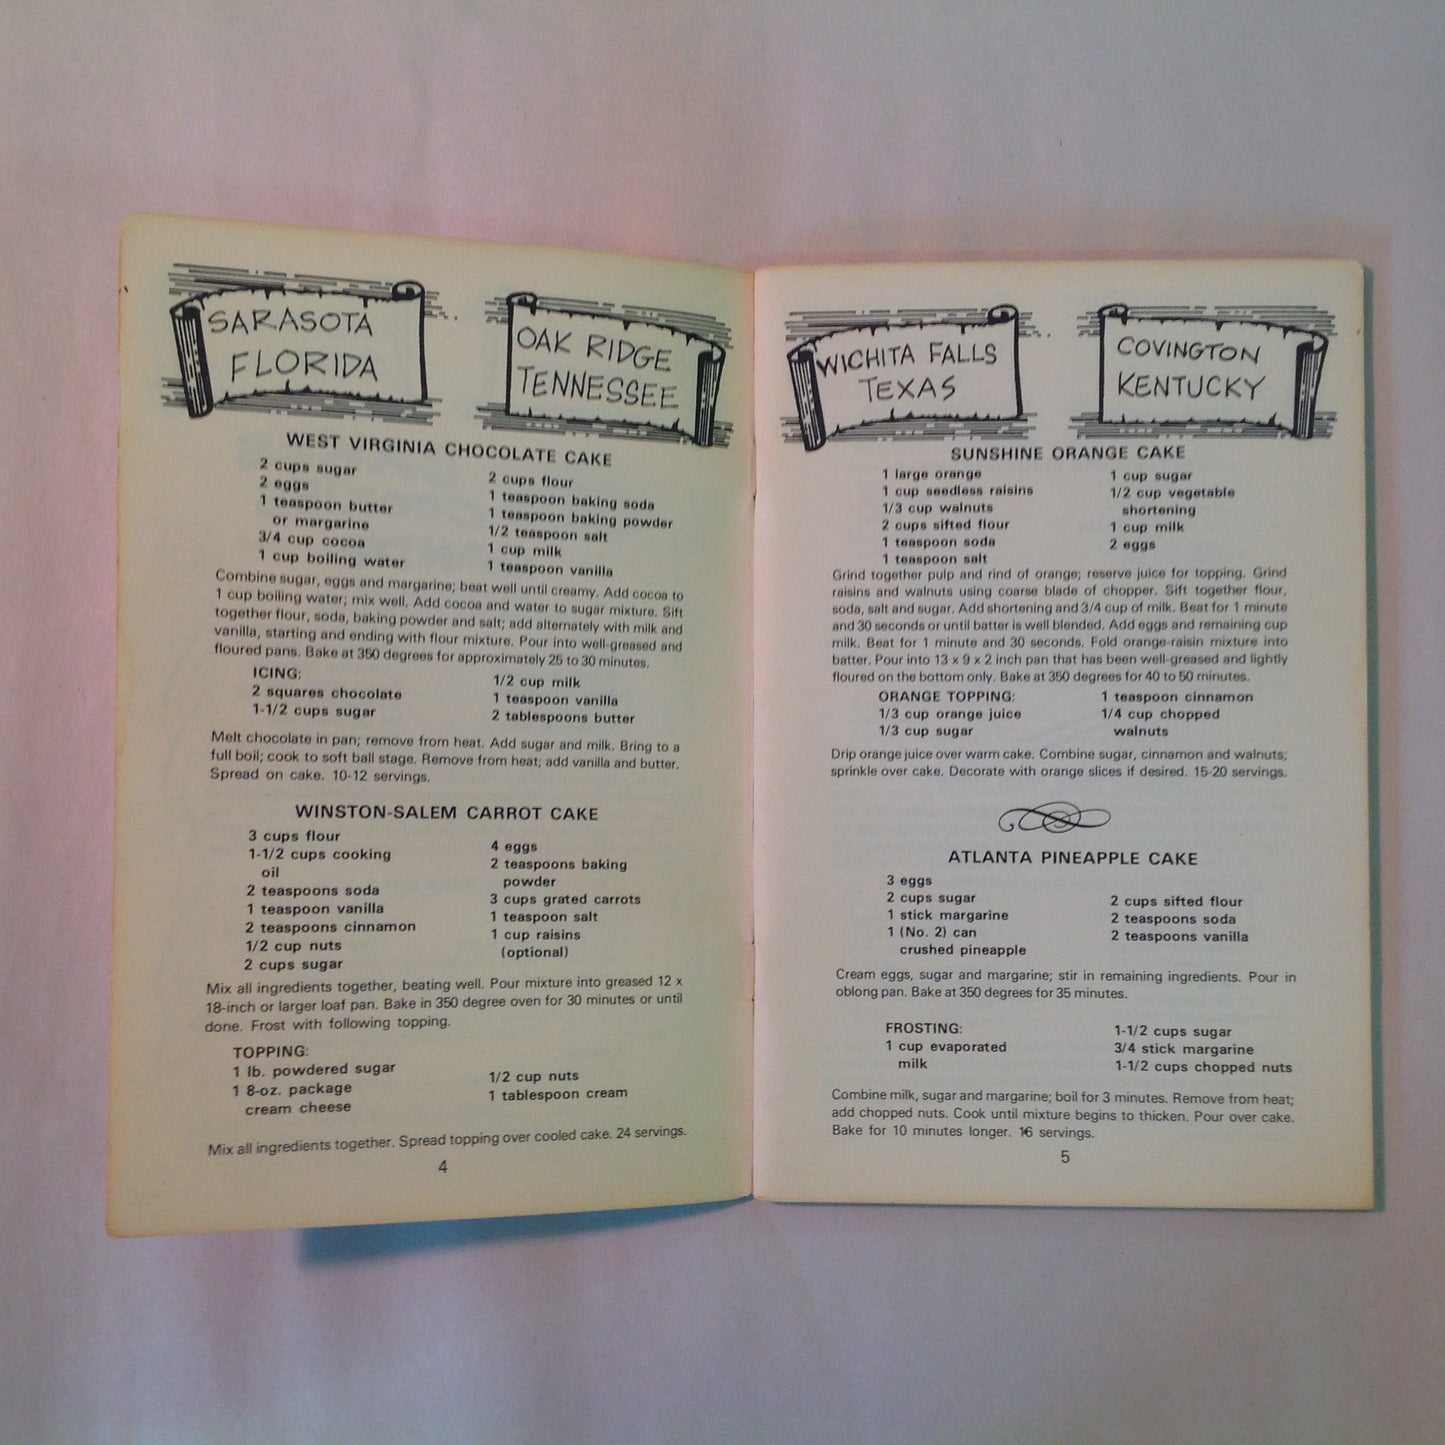 SARASOTA
FLORIDA
OAK RIDGE
TENNESSEE
WEST VIRGINIA CHOCOLATE CAKE
2 cups sugar
2 eggs
1 teaspoon butter
or margarine
3/4 cup cocoa
1 cup boiling water
2 cups flour
1 teaspoon baking soda
1 teaspoon baking powder
1/2 teaspoon salt
1 cup milk
1 teaspoon vanilla
Combine sugar, eggs and margarine; beat well until creamy. Add cocoa to
1 cup boiling water; mix well. Add cocoa and water to sugar mixture. Sift
together flour, soda, baking powder and salt; add alternately with milk and
vanilla, starting and ending with flour mixture. Pour into well-greased and
floured pans. Bake at 350 degrees for approximately 25 to 30 minutes.
ICING:
2 squares chocolate
1-1/2 cups sugar
1/2 cup milk
1 teaspoon vanilla
2 tablespoons butter
Melt chocolate in pan; remove from heat. Add sugar and milk. Bring to a
full boil; cook to soft ball stage. Remove from heat; add vanilla and butter.
Spread on cake. 10-12 servings.
WINSTON-SALEM CARROT CAKE
3 cups flour
1-1/2 cups cooking
oil
2 teaspoons soda
1 teaspoon vanilla
2 teaspoons cinnamon
1/2 cup nuts
2 cups sugar
4 eggs
2 teaspoons baking
powder
3 cups grated carrots
1 teaspoon salt
1 cup raisins
(optional)
Mix all ingredients together, beating well. Pour mixture into greased 12 x
18-inch or larger loaf pan. Bake in 350 degree oven for 30 minutes or until
done. Frost with following topping.
TOPPING:
1 lb. powdered sugar
1 8-oz. package
cream cheese
1/2 cup nuts
1 tablespoon cream
Mix all ingredients together. Spread topping over cooled cake. 24 servings.
4
WICHITA FALLS
TEXAS
COVINGTON
KENTUCKY
SUNSHINE ORANGE CAKE
1 large orange
1 cup seedless raisins
1/3 cup walnuts
2 cups sifted flour
1 teaspoon soda
1 teaspoon salt
1 cup sugar
1/2 cup vegetable
shortening
1 cup milk
2 eggs
Grind together pulp and rind of orange; reserve juice for topping. Grind
raisins and walnuts using coarse blade of chopper. Sift together flour,
soda, salt and sugar. Add shortening and 3/4 cup of milk. Beat for 1 minute
and 30 seconds or until batter is well blended. Add eggs and remaining cup
milk. Beat for 1 minute and 30 seconds. Fold orange-raisin mixture into
batter. Pour into 13 x 9 x 2 inch pan that has been well-greased and lightly
floured on the bottom only. Bake at 350 degrees for 40 to 50 minutes.
ORANGE TOPPING:
1/3 cup orange juice
1/3 cup sugar
1 teaspoon cinnamon
1/4 cup chopped
walnuts
Drip orange juice over warm cake. Combine sugar, cinnamon and walnuts;
sprinkle over cake. Decorate with orange slices if desired. 15-20 servings.
ATLANTA PINEAPPLE CAKE
3 eggs
2 cups sugar
1 stick margarine
1 (No. 2) can
crushed pineapple
2 cups sifted flour
2 teaspoons soda
2 teaspoons vanilla
Cream eggs, sugar and margarine; stir in remaining ingredients. Pour in
oblong pan. Bake at 350 degrees for 35 minutes.
FROSTING:
1 cup evaporated
milk
1-1/2 cups sugar
3/4 stick margarine
1-1/2 cups chopped nuts
Combine milk, sugar and margarine; boil for 3 minutes. Remove from heat;
add chopped nuts. Cook until mixture begins to thicken. Pour over cake.
Bake for 10 minutes longer. 16 servings.
5